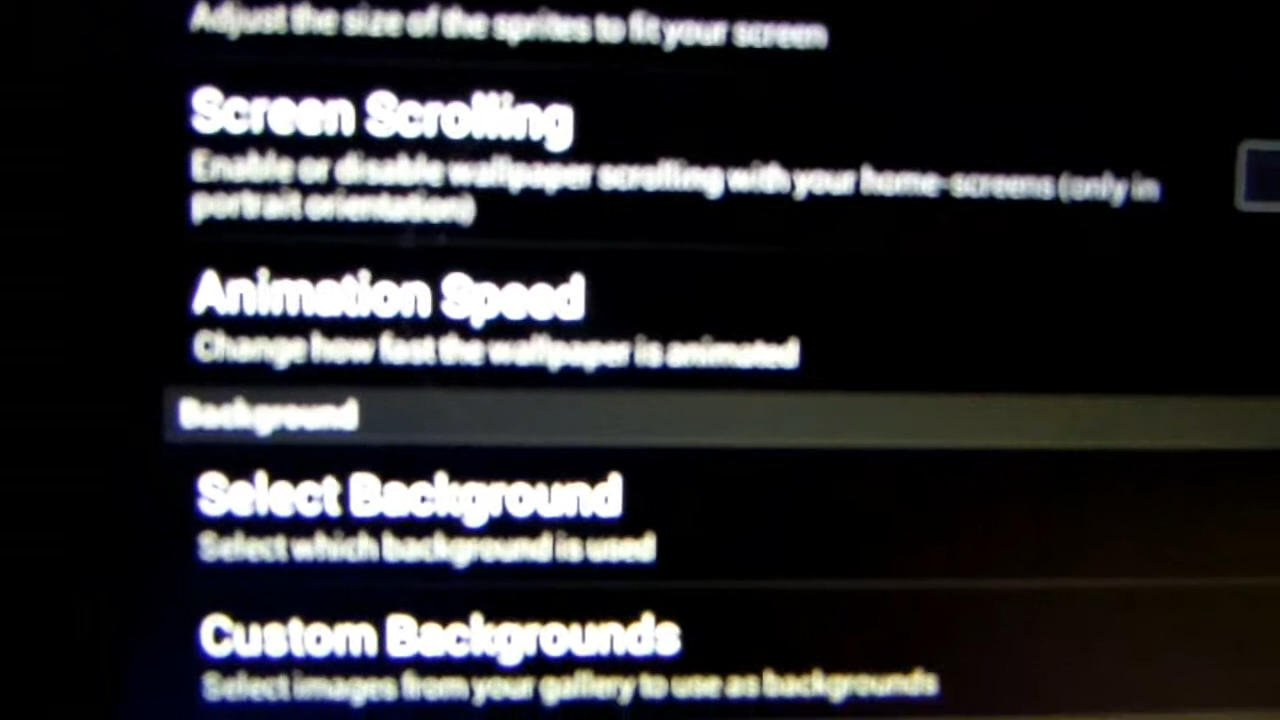 Adjust the size of the sprites to fit your screen
Screen Scrolling
Enable or disable wallpaper scrolling with your home-screens (only in
portrait orientation)
Animation Speed
Change how fast the wallpaper is animated
Background
Select Background
Select which background is used
Custom Backgrounds
Select images from your gallery to use as backgrounds